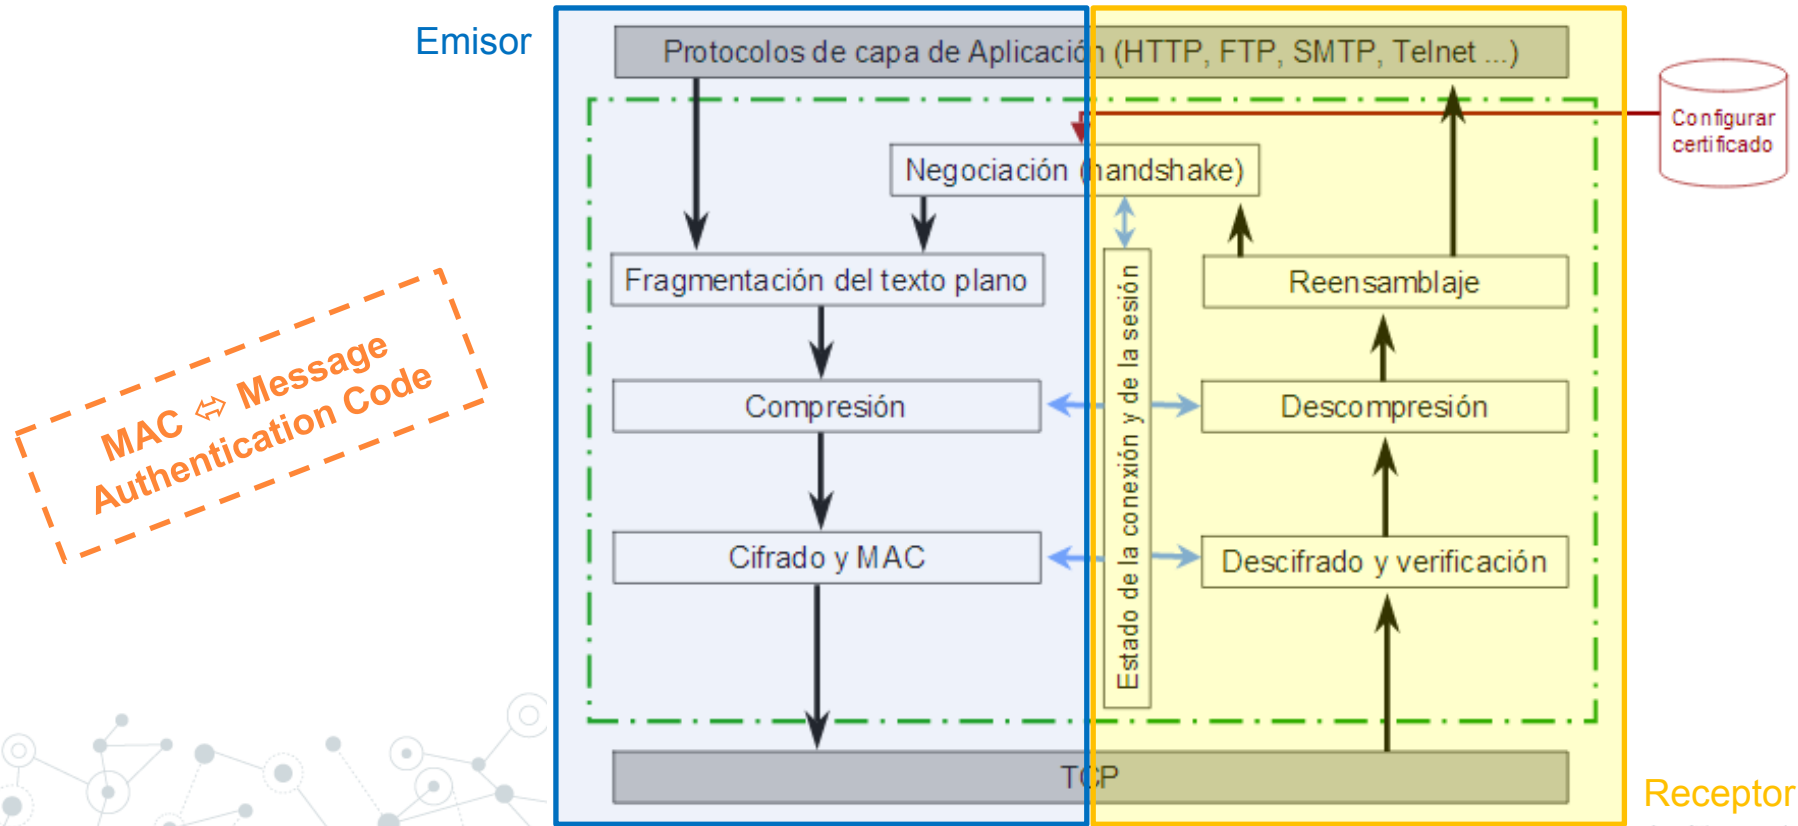 Emisor
Protocolos de capa de Aplicación (HTTP, FTP, SMTP, Telnet ...)
Configurar
certificado
Negociación (handshake)
Fragmentación del texto plano
Reensamblaje
Estado de la conexión y de la sesión
MAC ⇔ Message
Authentication Code
Compresión
Descompresión
Cifrado y MAC
Descifrado y verificación
TCP
Receptor